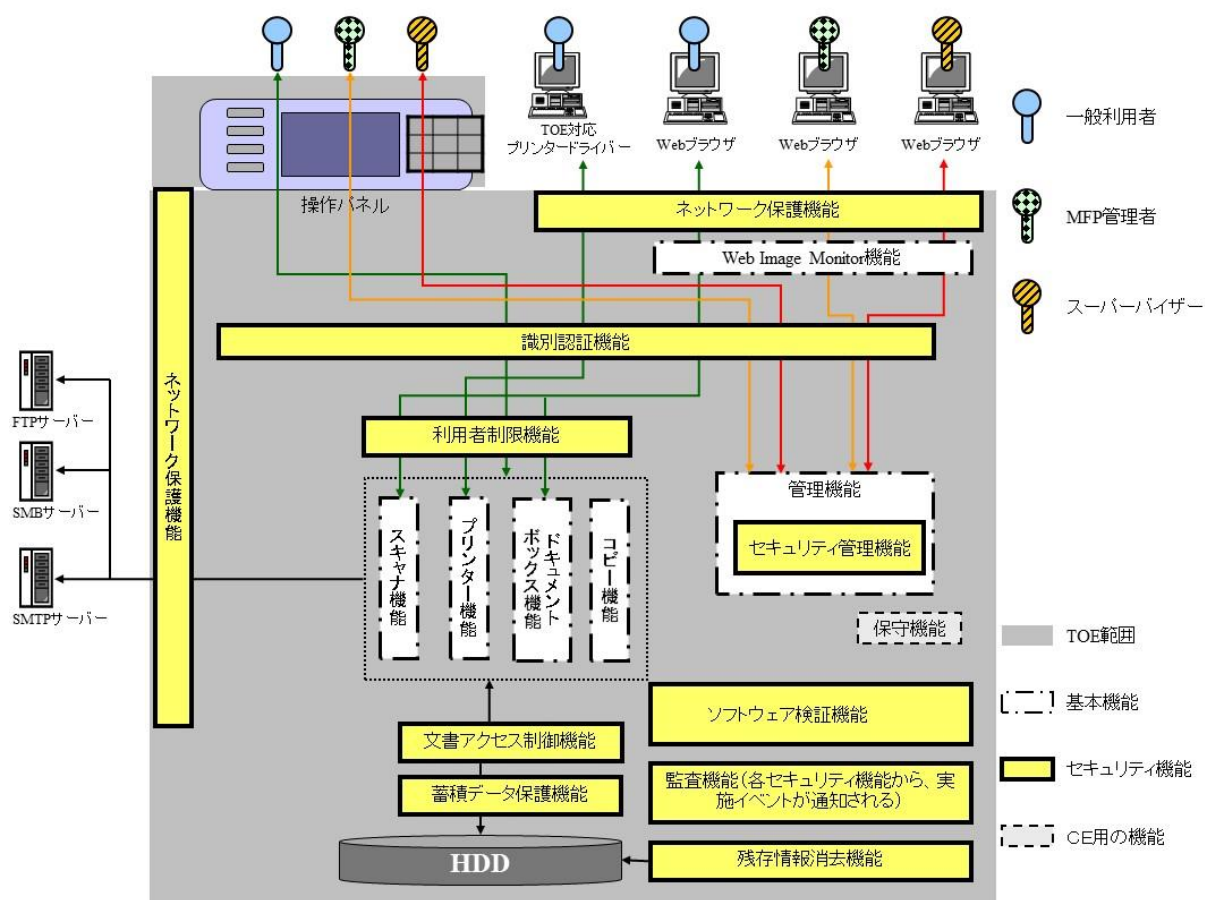 TOE対応
プリンタードライバー
Webブラウザ
Webブラウザ
Webブラウザ
一般利用者
MFP管理者
スーパーバイザー
操作パネル
ネットワーク保護機能
Web Image Monitor機能
識別認証機能
ネットワーク保護機能
FTPサーバー
SMBサーバー
SMTPサーバー
利用者制限機能
スキャナ機能
プリンター機能
ドキュメント
ボックス機能
コピー機能
管理機能
セキュリティ管理機能
保守機能
TOE範囲
基本機能
セキュリティ機能
CE用の機能
文書アクセス制御機能
蓄積データ保護機能
HDD
ソフトウェア検証機能
監査機能(各セキュリティ機能から、実
施イベントが通知される)
残存情報消去機能